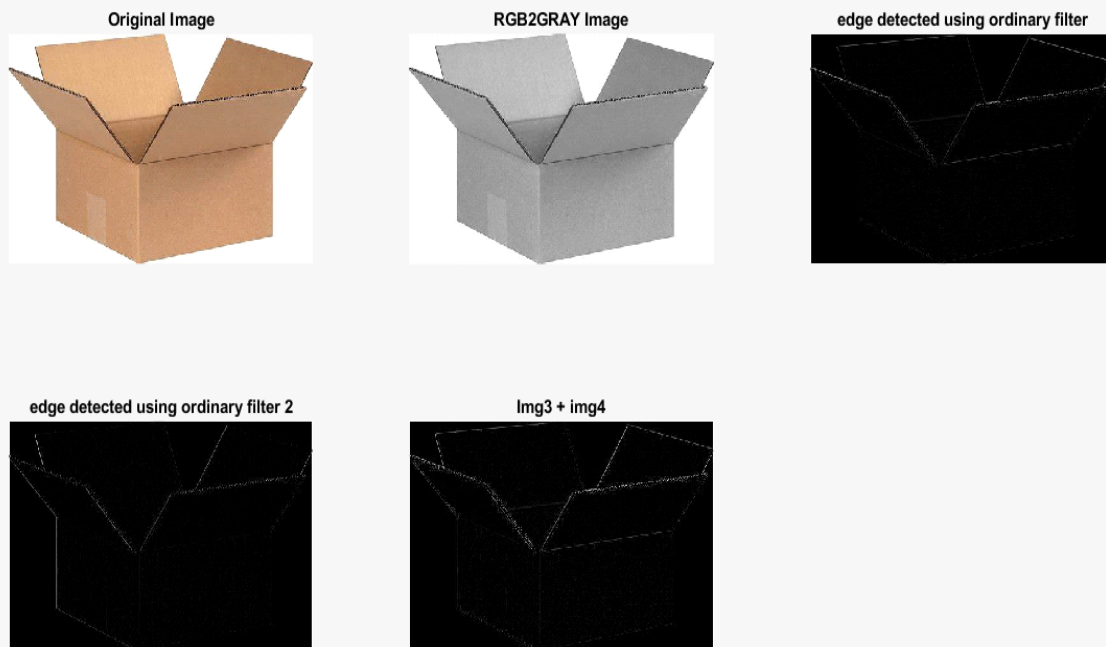 Original Image
RGB2GRAY Image
edge detected using ordinary filter
edge detected using ordinary filter 2
Img3 + img4